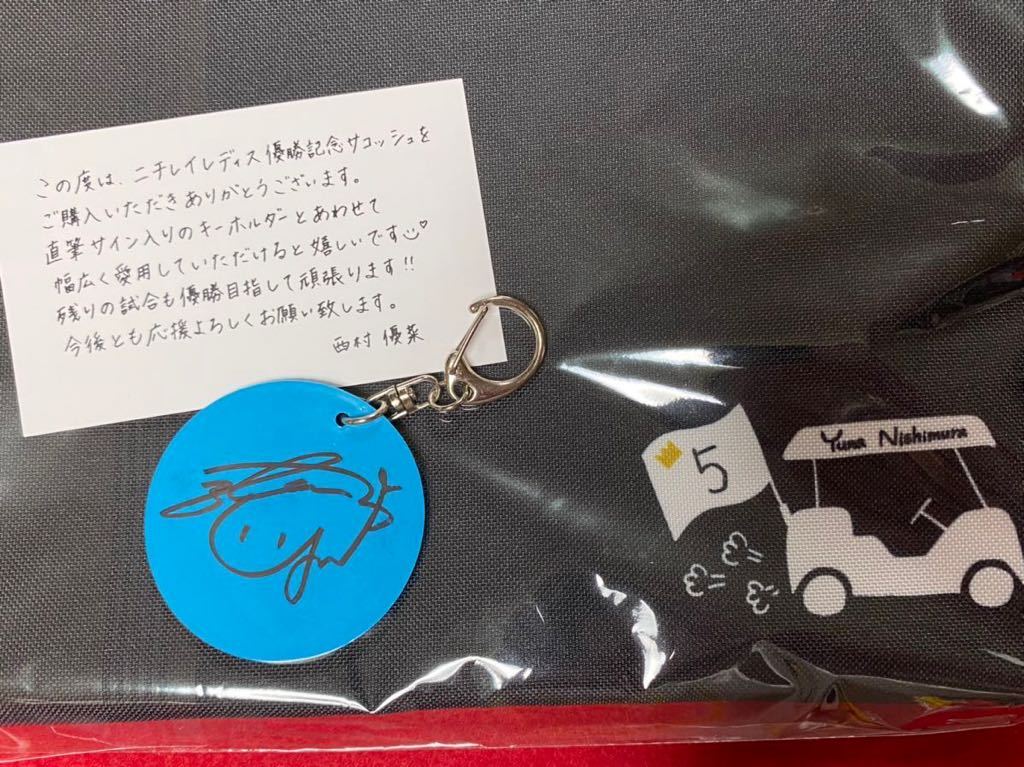 この度は、ニチレイレディス優勝記念サコッシュを
ご購入いただきありがとうございます。
直筆サイン入りのキーホルダーとあわせて
幅広く愛用していただけると嬉しいです
残りの試合も優勝目指して頑張ります!!
今後とも応援よろしくお願い致します。
西村 優菜
5
Yuna Nishimura